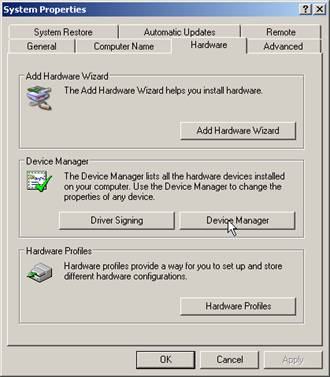 System Properties
System Restore Automatic Updates Remote
General Computer Name Hardware Advanced
Add Hardware Wizard
The Add Hardware Wizard helps you install hardware.
Add Hardware Wizard
Device Manager
The Device Manager lists all the hardware devices installed
on your computer. Use the Device Manager to change the
properties of any device.
Driver Signing Device Manager
Hardware Profiles
Hardware profiles provide a way for you to set up and store
different hardware configurations.
Hardware Profiles
OK Cancel Apply